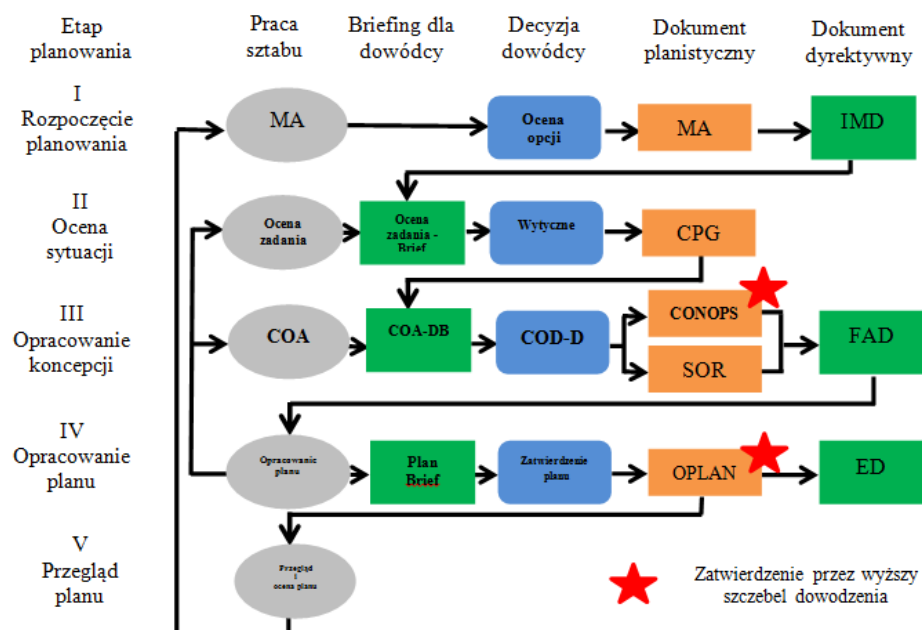 Etap
planowania
Praca
sztabu
Briefing dla
dowódcy
Decyzja
dowódcy
Dokument
planistyczny
Dokument
dyrektywny
I
Rozpoczęcie
planowania
MA
Ocena
opcji
MA
IMD
II
Ocena
sytuacji
Ocena
zadania
Ocena
zadania -
Brief
Wytyczne
CPG
III
Opracowanie
koncepcji
COA
COA-DB
COD-D
CONOPS
SOR
FAD
IV
Opracowanie
planu
Opracowanie
planu
Plan
Brief
Zatwierdzenie
planu
OPLAN
ED
V
Przegląd
planu
Przegląd
i
ocena planu
Zatwierdzenie przez wyższy
szczebel dowodzenia